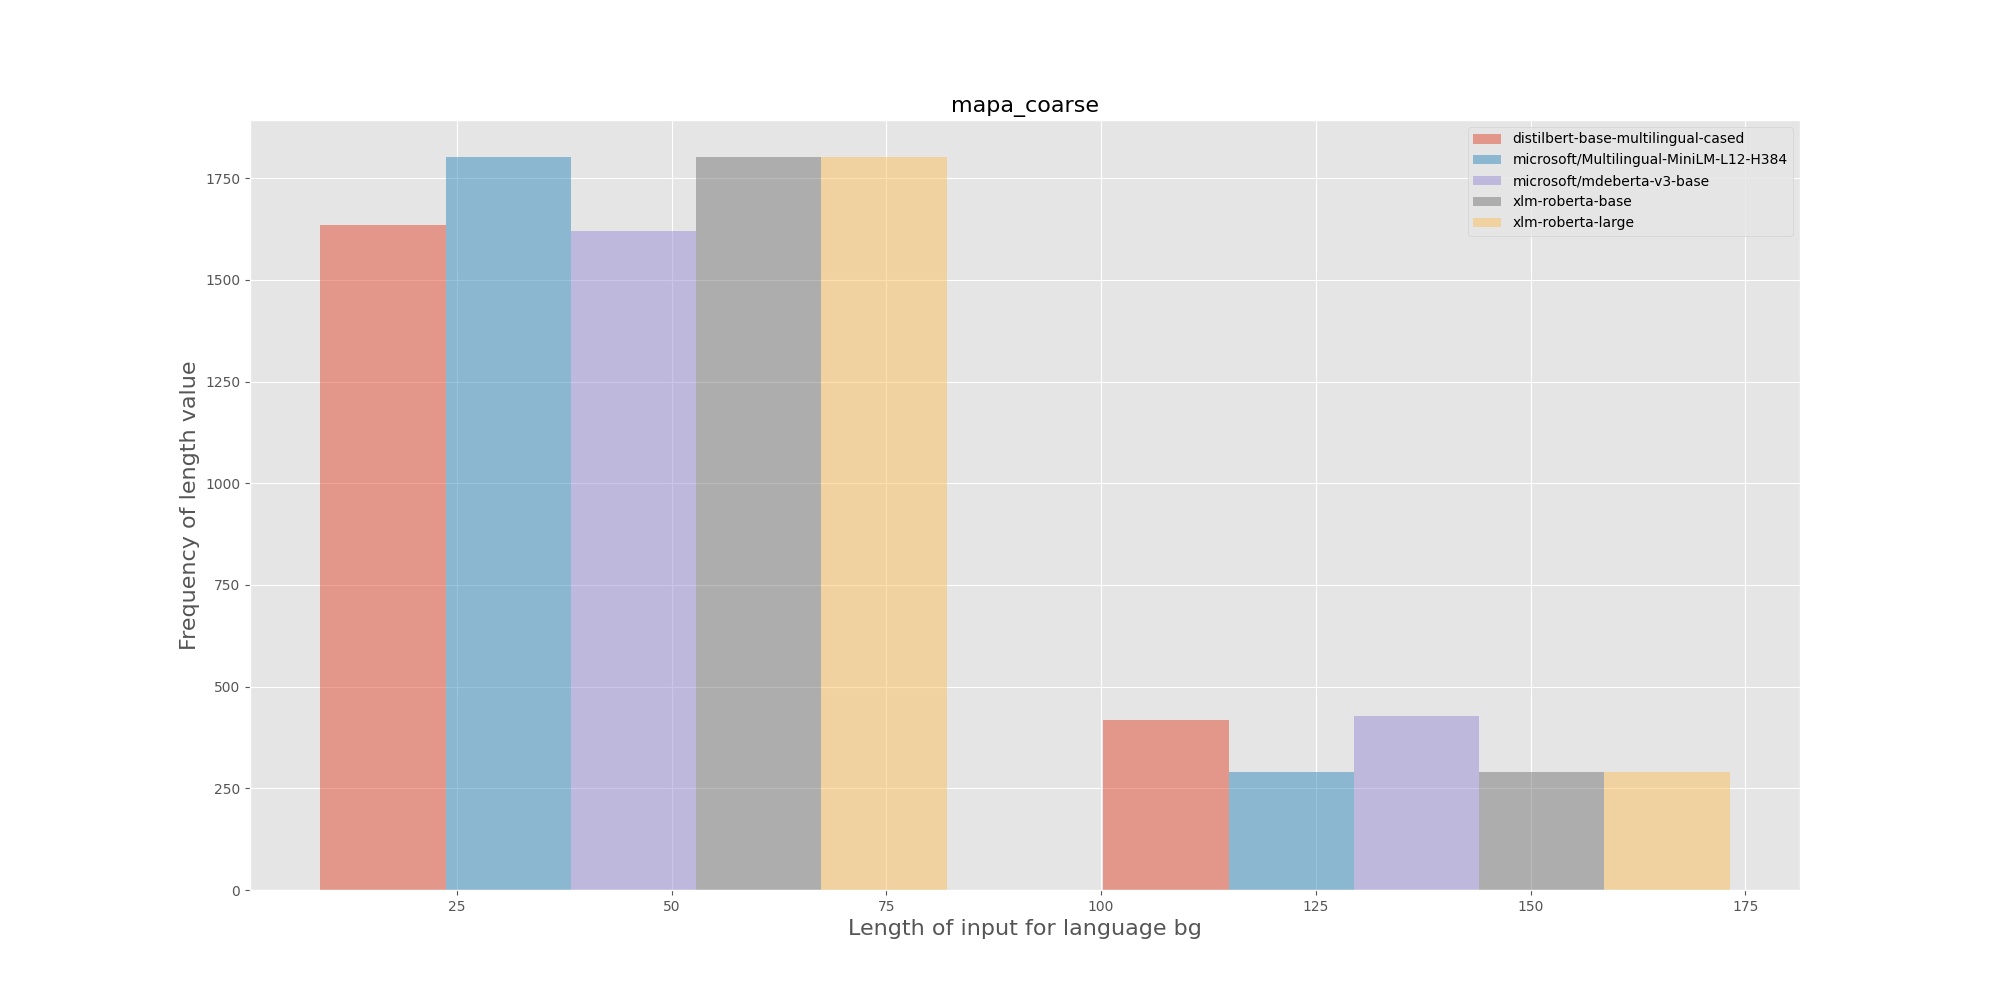 mapa_coarse
distilbert-base-multilingual-cased
microsoft/Multilingual-MiniLM-L12-H384
microsoft/mdeberta-v3-base
xlm-roberta-base
xlm-roberta-large
Frequency of length value
1750
1500
1250
1000
750
500
250
0
25 50 75 100 125 150 175
Length of input for language bg